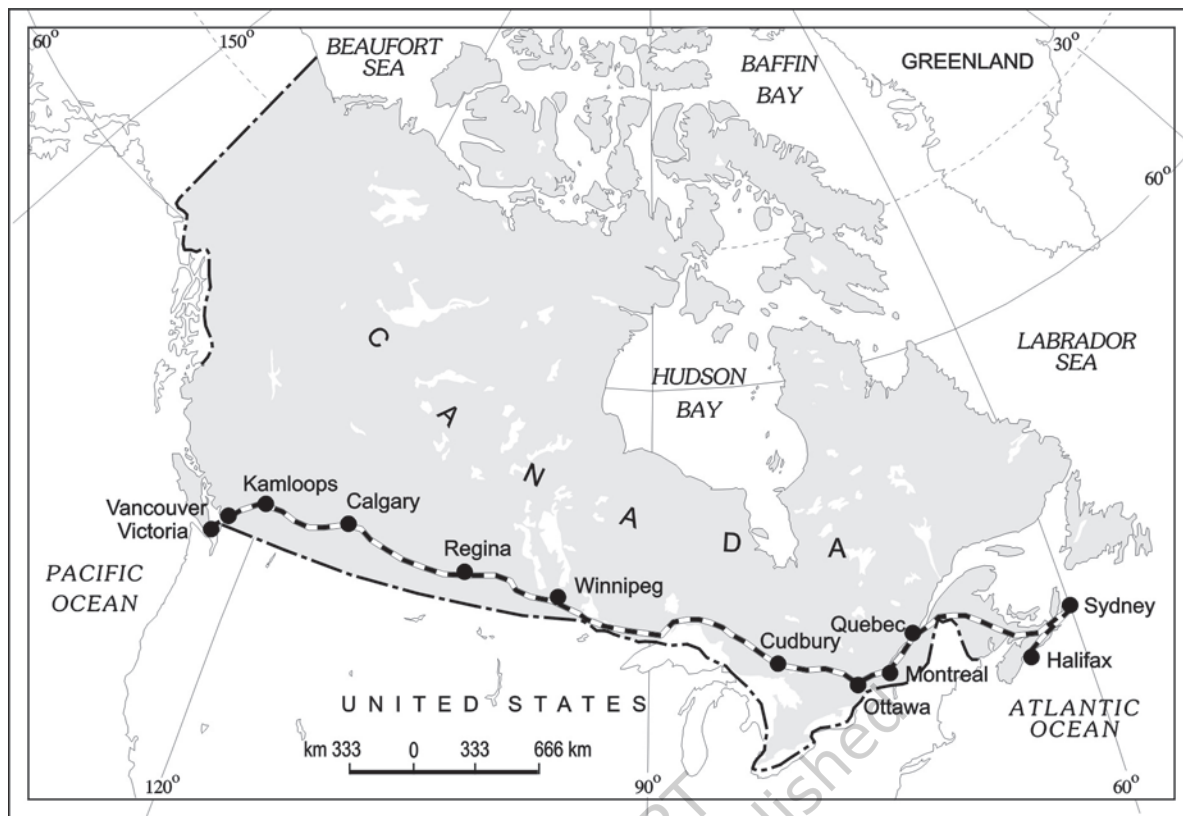 60°
150°
BEAUFORT
SEA
BAFFIN
BAY
GREENLAND
30°
60°
LABRADOR
SEA
HUDSON
BAY
C A N A D A
Kamloops
Vancouver
Calgary
Victoria
Regina
Winnipeg
PACIFIC
OCEAN
Sydney
Quebec
Cudbury
Halifax
Montreal
Ottawa
UNITED STATES
ATLANTIC
OCEAN
km 333 0 333 666 km
120°
90°
60°